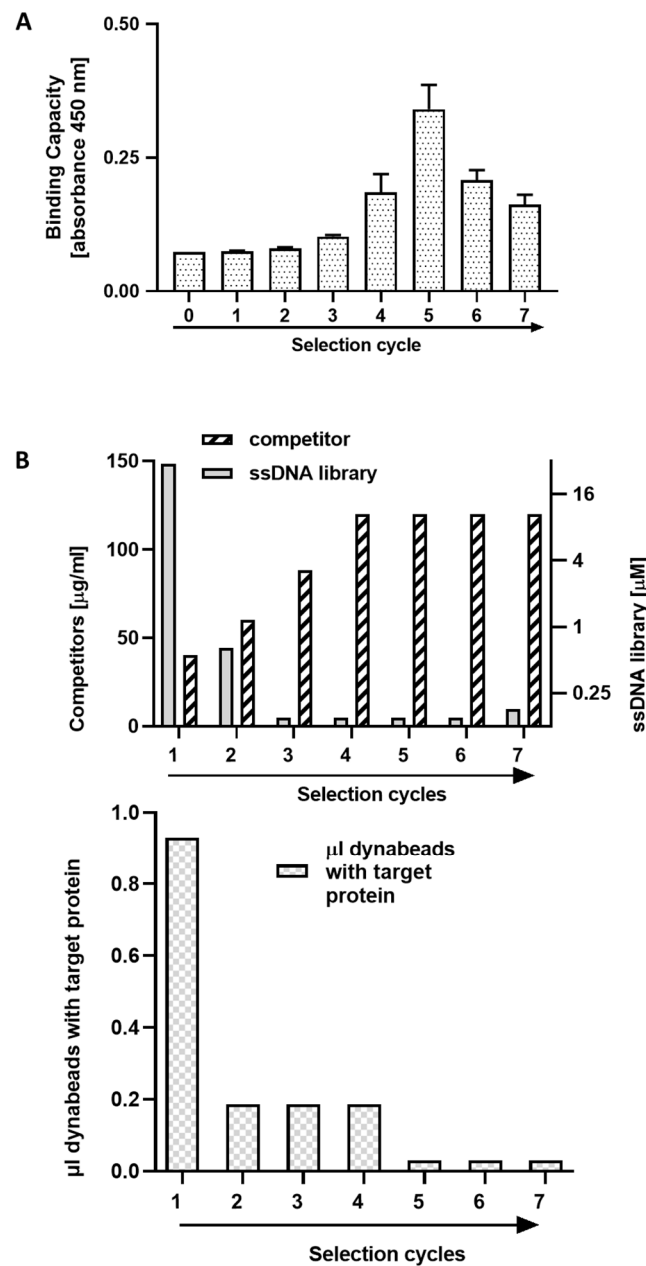 A
0.50
0.25
0.00
Binding Capacity
[absorbance 450 nm]
0 1 2 3 4 5 6 7
Selection cycle
B
competitor
ssDNA library
150
100
50
0
Competitors [µg/ml]
16
4
1
0.25
ssDNA library [µM]
1 2 3 4 5 6 7
Selection cycles
1.0
0.8
0.6
0.4
0.2
0.0
µl dynabeads with target protein
µl dynabeads
with target
protein
1 2 3 4 5 6 7
Selection cycles